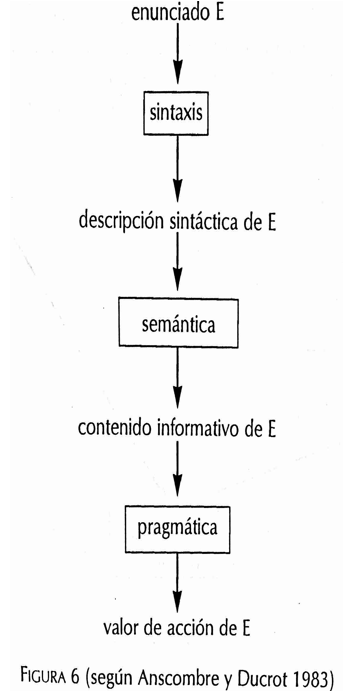 enunciado E
sintaxis
descripción sintáctica de E
semántica
contenido informativo de E
pragmática
valor de acción de E
FIGURA 6 (según Anscombre y Ducrot 1983)